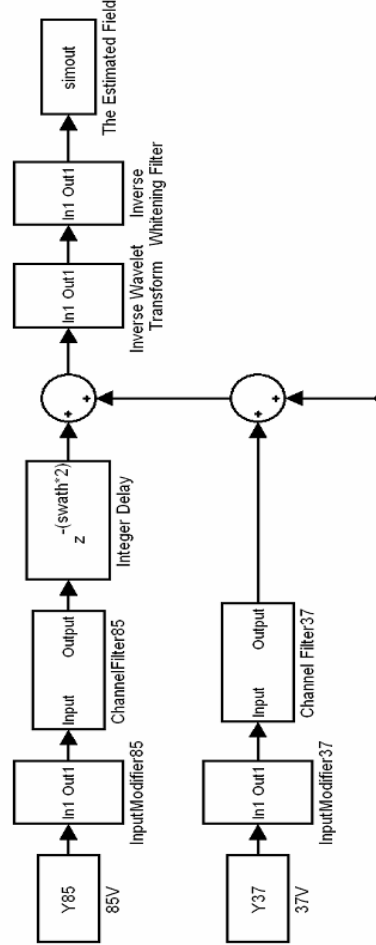 Y85
85V
In1 Out1
InputModifier85
Input Output
ChannelFilter85
z
-(swath*2)
Integer Delay
+
+
In1 Out1
Inverse Wavelet
Transform
In1 Out1
Inverse
Whitening Filter
simout
The Estimated Field
Y37
37V
In1 Out1
InputModifier37
Input Output
Channel Filter37
+
+